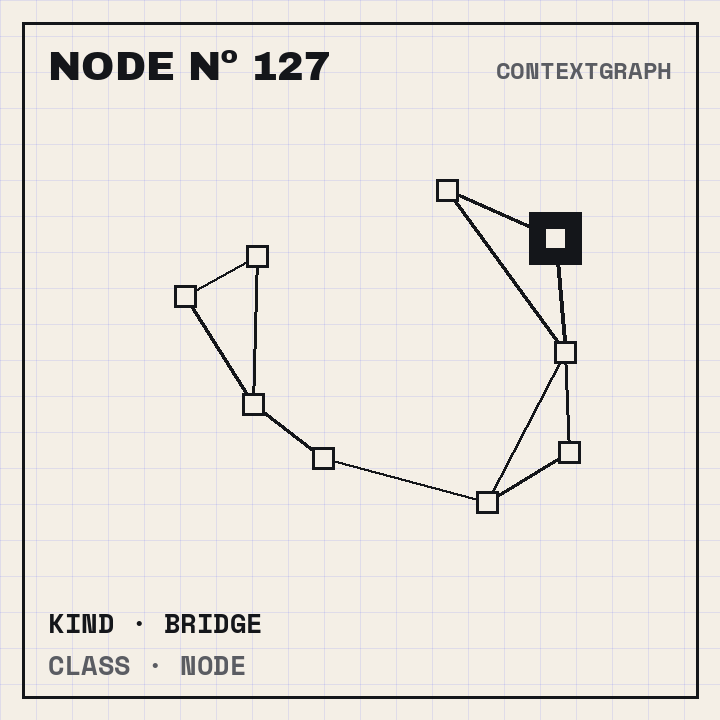 NODE Nº 127
CONTEXTGRAPH
KIND · BRIDGE
CLASS · NODE